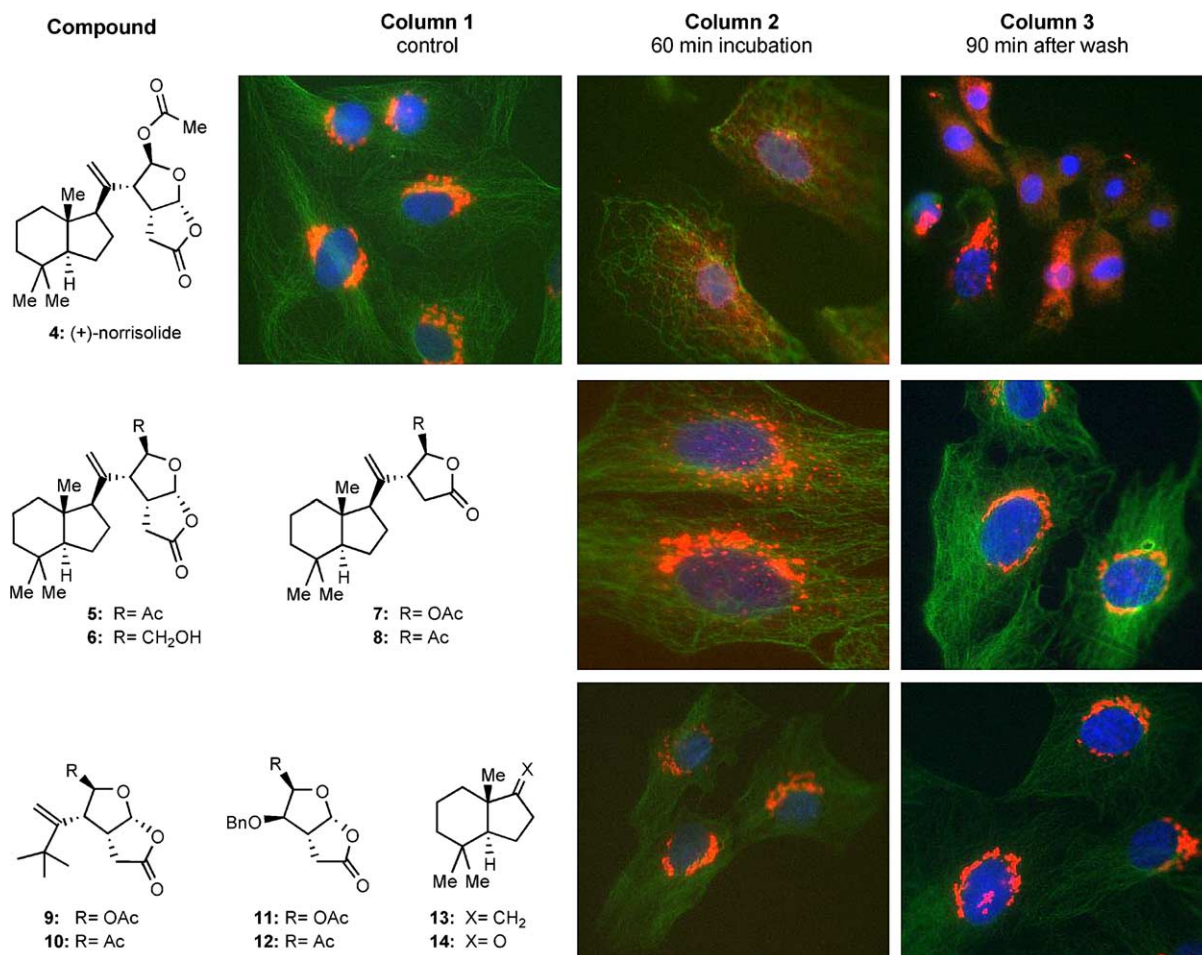 Compound
Column 1
control
Column 2
60 min incubation
Column 3
90 min after wash
O
O
Me
O
O
Me
O
H
Me
Me
O
4: (+)-norrisolide
R
O
Me
O
H
Me
Me
O
5: R= Ac
6: R= CH₂OH
R
O
Me
O
H
Me
Me
7: R= OAc
8: R= Ac
R
O
O
O
9: R= OAc
10: R= Ac
R
O
BnO
O
O
11: R= OAc
12: R= Ac
X
Me
H
Me
Me
13: X= CH₂
14: X= O